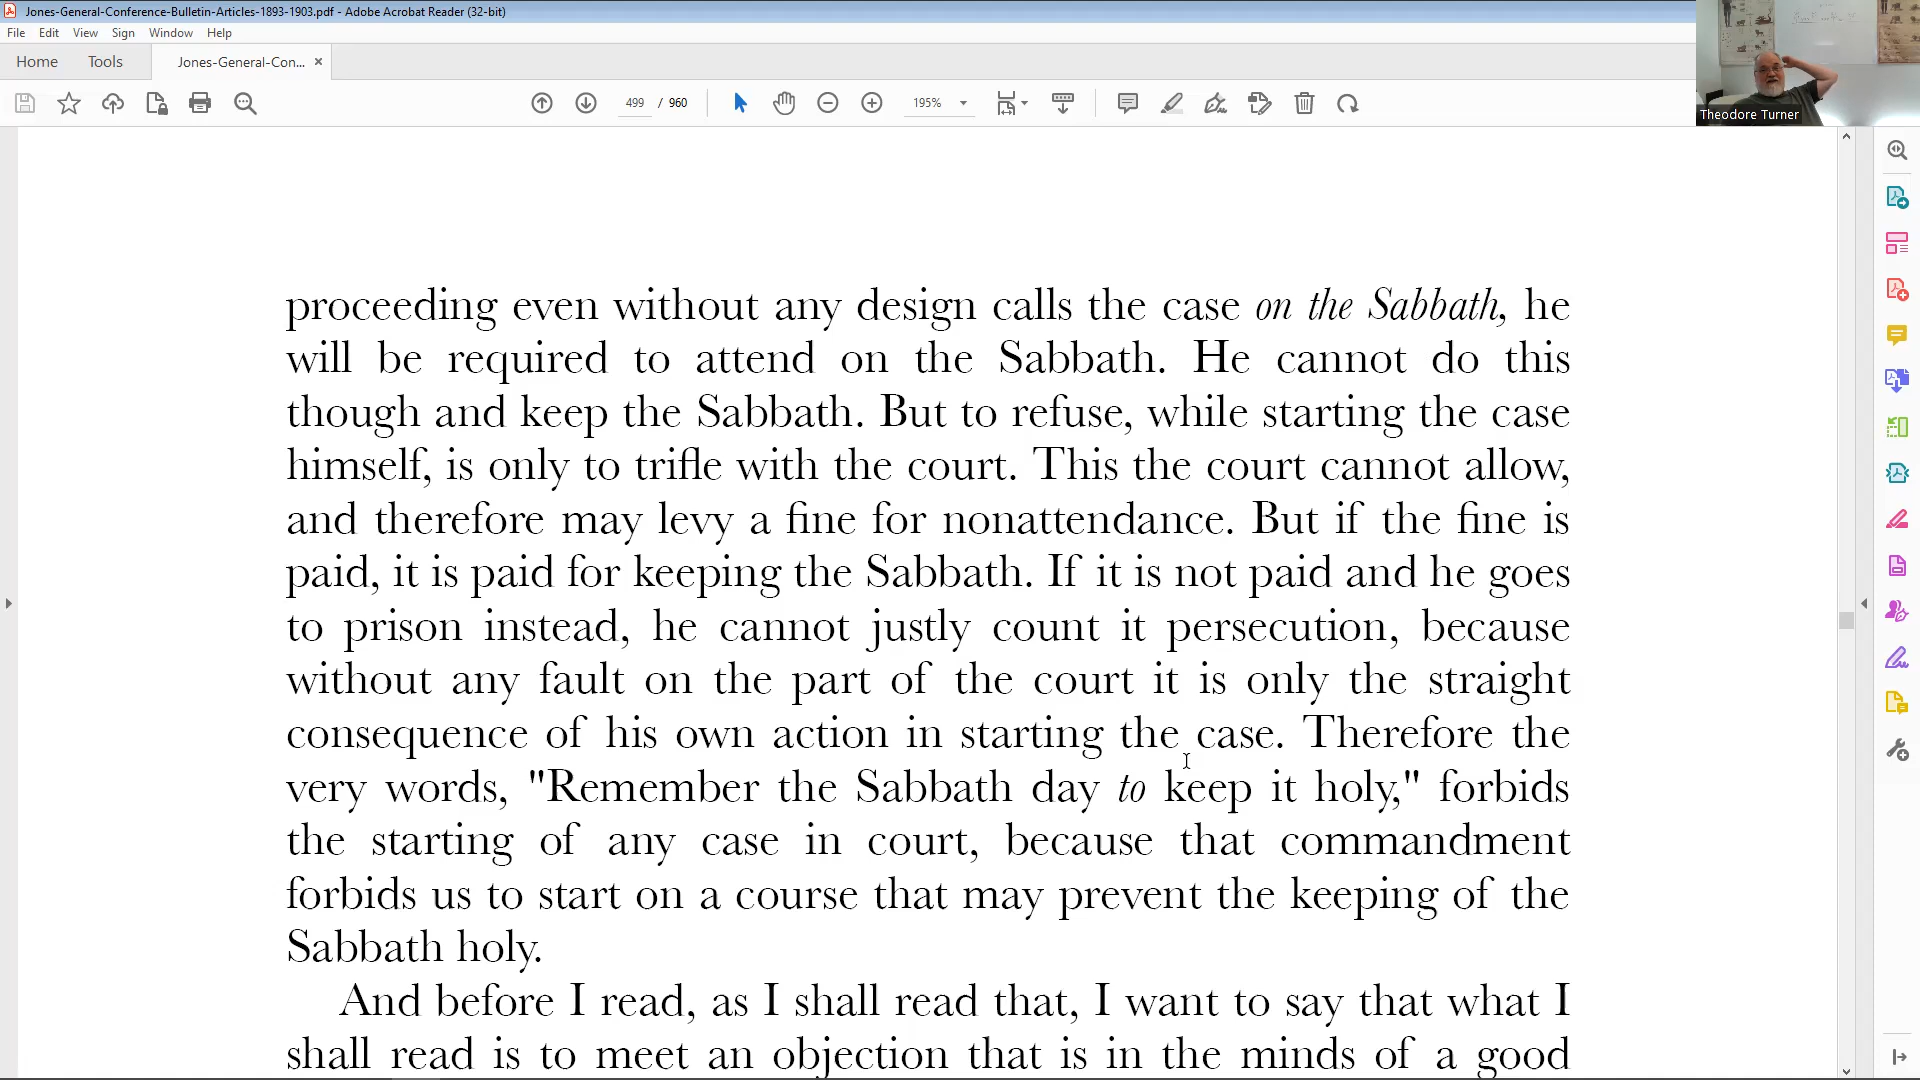 Jones-General-Conference-Bulletin-Articles-1893-1903.pdf - Adobe Acrobat Reader (32-bit)
File Edit View Sign Window Help
Home Tools Jones-General-Con... ×
499 / 960 195%
Theodore Turner
proceeding even without any design calls the case on the Sabbath, he
will be required to attend on the Sabbath. He cannot do this
though and keep the Sabbath. But to refuse, while starting the case
himself, is only to trifle with the court. This the court cannot allow,
and therefore may levy a fine for nonattendance. But if the fine is
paid, it is paid for keeping the Sabbath. If it is not paid and he goes
to prison instead, he cannot justly count it persecution, because
without any fault on the part of the court it is only the straight
consequence of his own action in starting the case. Therefore the
very words, "Remember the Sabbath day to keep it holy," forbids
the starting of any case in court, because that commandment
forbids us to start on a course that may prevent the keeping of the
Sabbath holy.
And before I read, as I shall read that, I want to say that what I
shall read is to meet an objection that is in the minds of a good